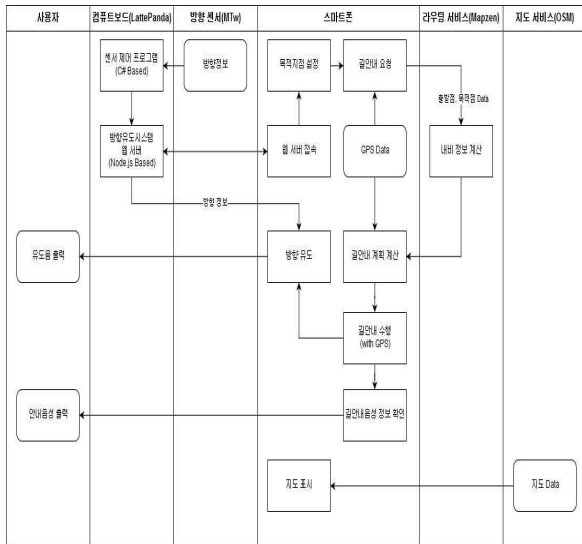 사용자 컴퓨트보드(LattePanda) 방향 센서(MTw) 스마트폰 라우팅 서비스(Mapzen) 지도 서비스(OSM)
센서 제어 프로그램
(C# Based)
방향정보
목적지점 설정
길안내 요청
출발점, 목적점 Data
방향유도시스템
웹 서버
(Node.js Based)
웹 서버 접속
GPS Data
내비 정보 계산
방향 정보
유도음 출력
방향 유도
길안내 계획 계산
길안내 수행
(with GPS)
안내음성 출력
길안내음성 정보 확인
지도 표시
지도 Data